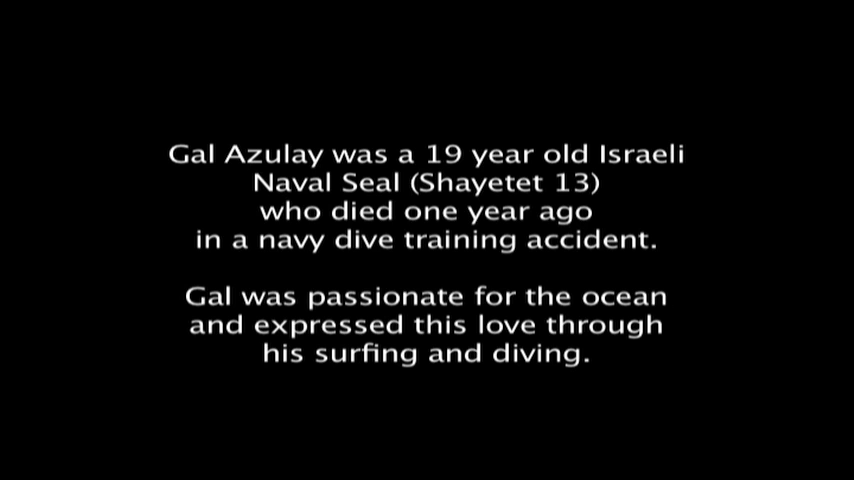 Gal Azulay was a 19 year old Israeli
Naval Seal (Shayetet 13)
who died one year ago
in a navy dive training accident.
Gal was passionate for the ocean
and expressed this love through
his surfing and diving.